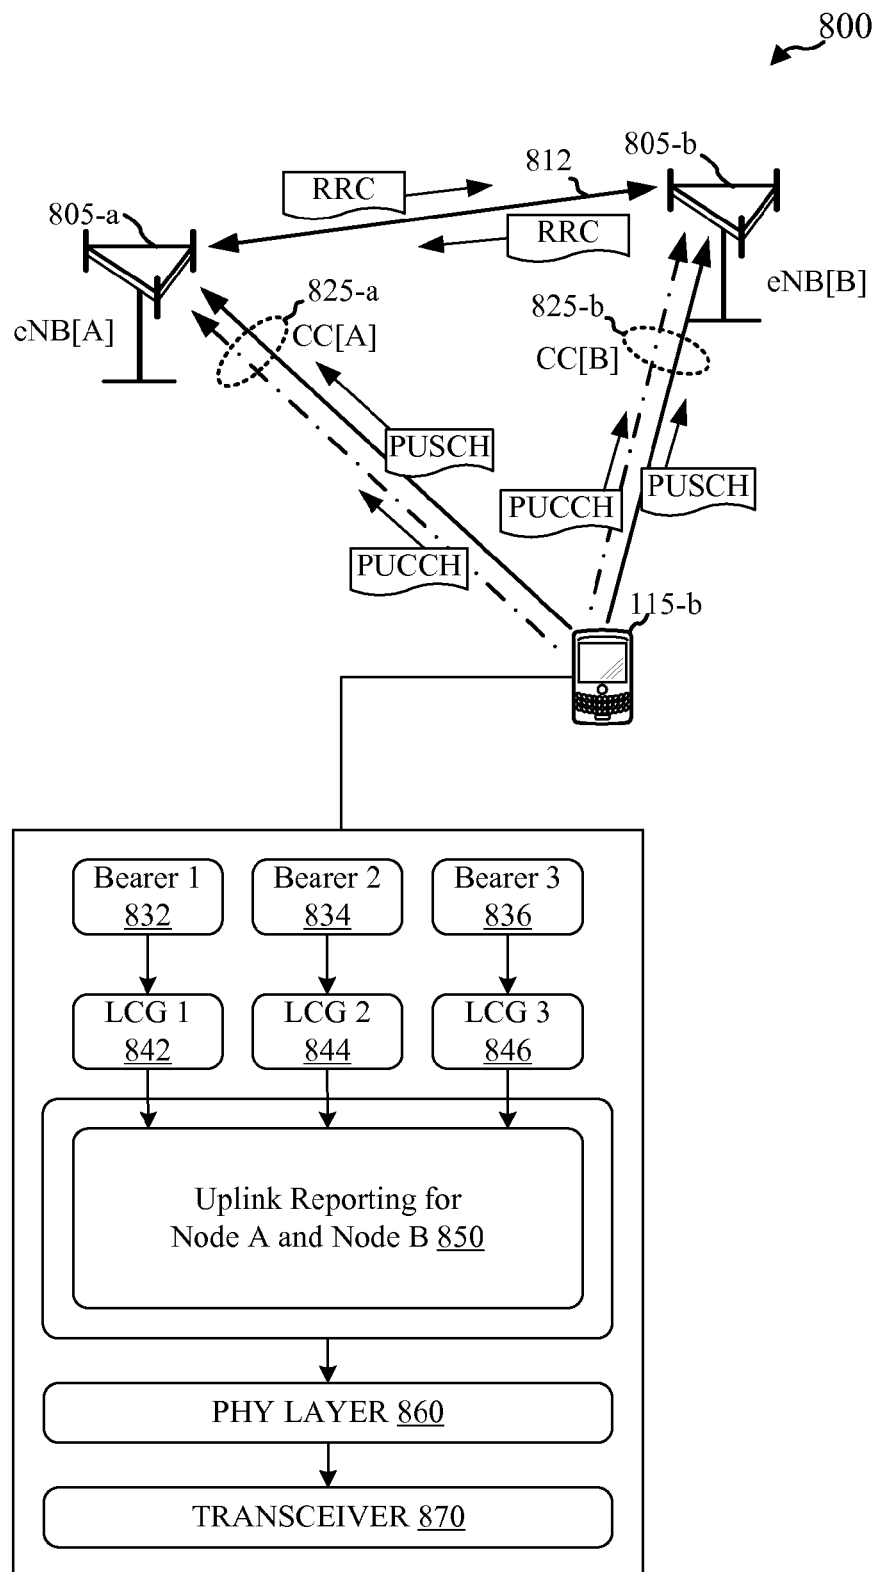 800
805-b
812
RRC
805-a
RRC
eNB[B]
825-a
825-b
eNB[A]
CC[A]
CC[B]
PUSCH
PUCCH
PUSCH
PUCCH
115-b
Bearer 1
832
Bearer 2
834
Bearer 3
836
LCG 1
842
LCG 2
844
LCG 3
846
Uplink Reporting for
Node A and Node B 850
PHY LAYER 860
TRANSCEIVER 870